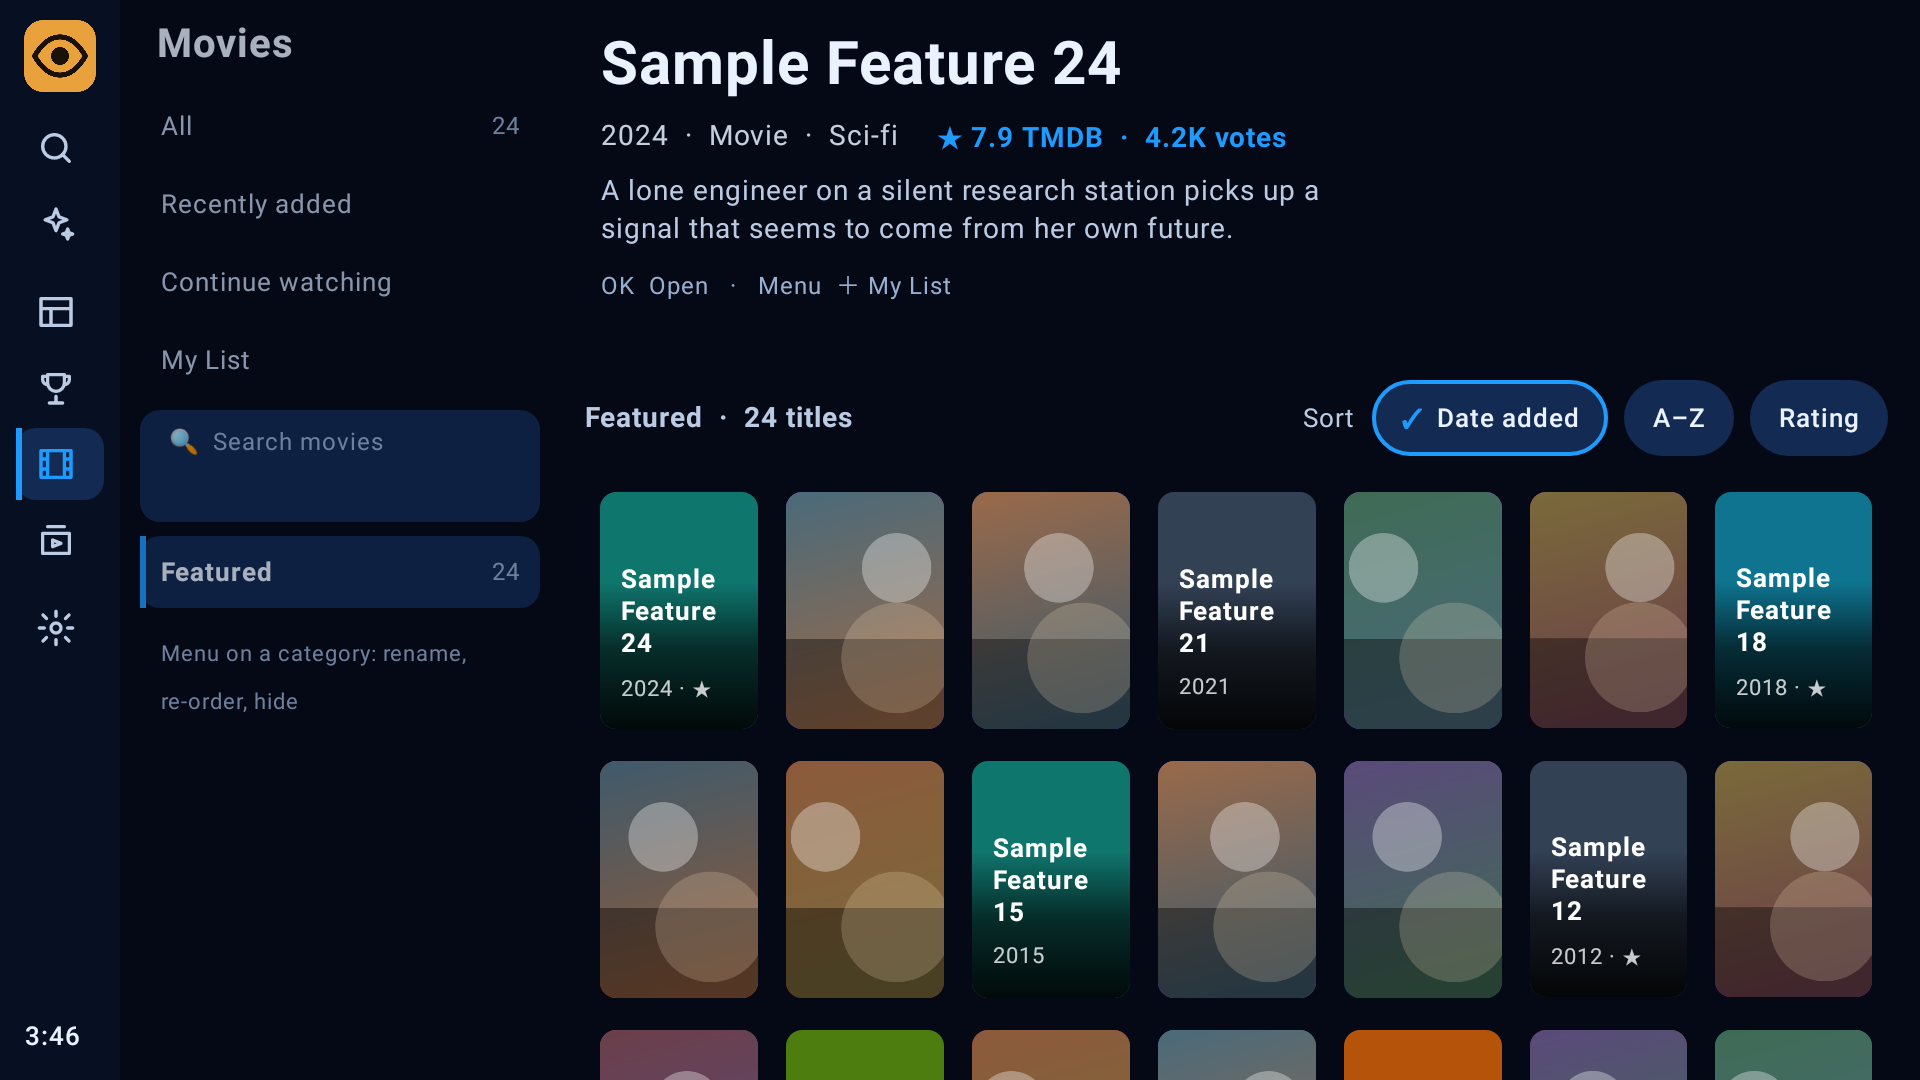 Movies
All 24
Recently added
Continue watching
My List
🔍 Search movies
Featured 24
Menu on a category: rename,
re-order, hide
3:46
Sample Feature 24
2024 · Movie · Sci-fi ★ 7.9 TMDB · 4.2K votes
A lone engineer on a silent research station picks up a
signal that seems to come from her own future.
OK Open · Menu + My List
Featured · 24 titles
Sort ✓ Date added A–Z Rating
Sample
Feature
24
2024 · ★
Sample
Feature
21
2021
Sample
Feature
18
2018 · ★
Sample
Feature
15
2015
Sample
Feature
12
2012 · ★